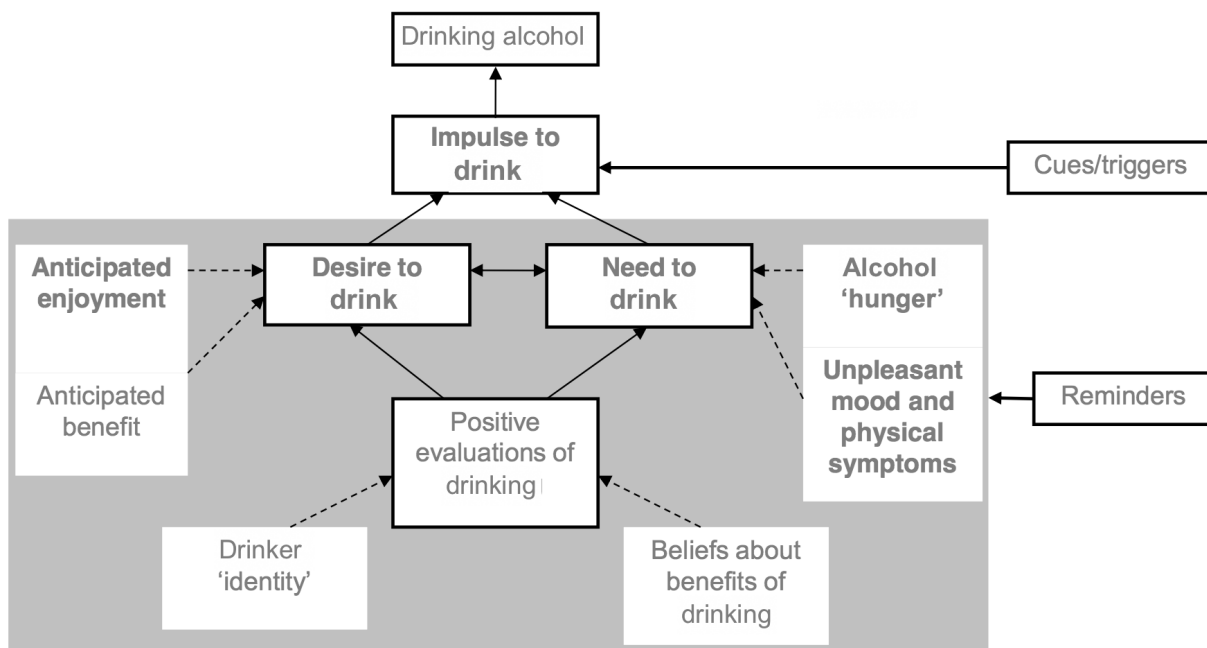 Drinking alcohol
Impulse to
drink
Cues/triggers
Anticipated
enjoyment
Desire to
drink
Need to
drink
Alcohol
‘hunger’
Anticipated
benefit
Positive
evaluations of
drinking
Unpleasant
mood and
physical
symptoms
Reminders
Drinker
‘identity’
Beliefs about
benefits of
drinking